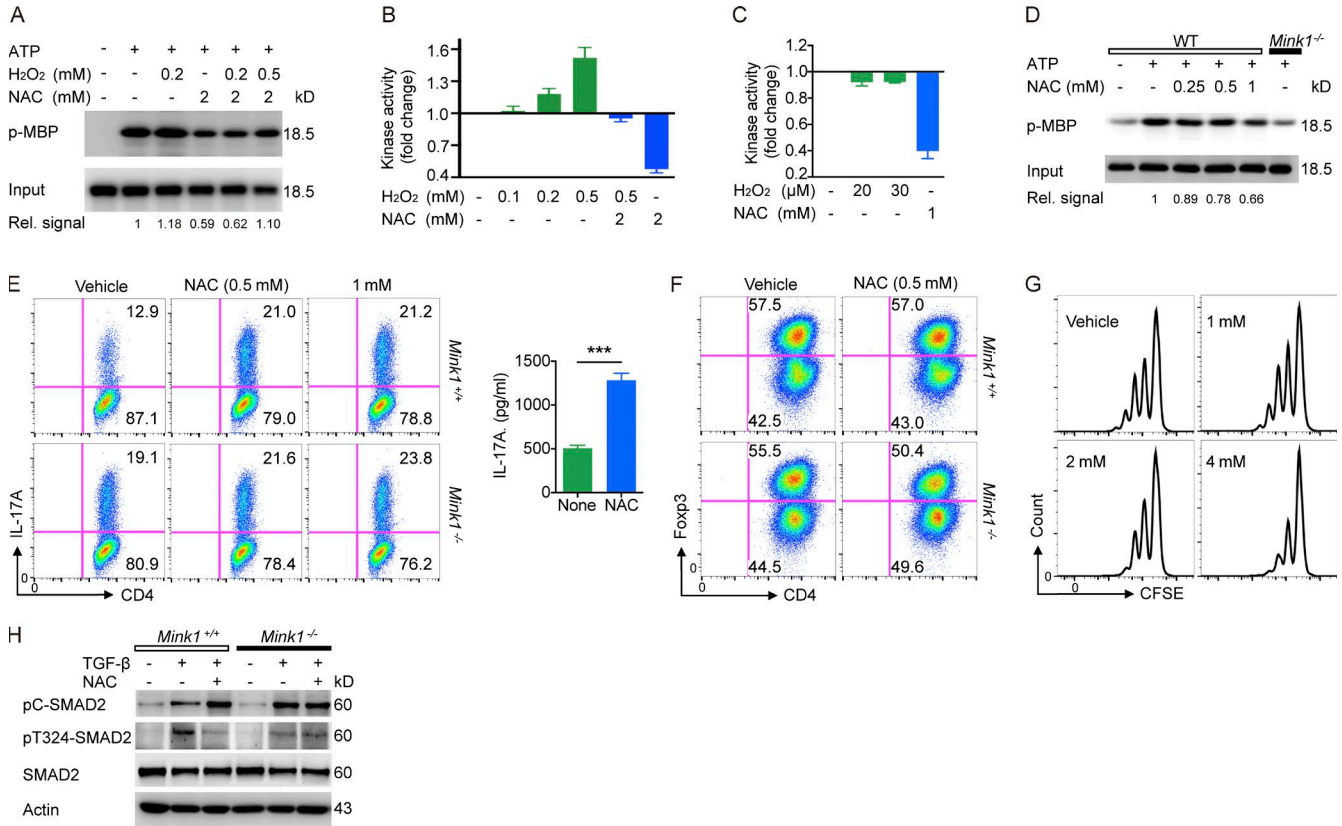 A
ATP - + + + + +
H₂O₂ (mM) - - 0.2 - 0.2 0.5
NAC (mM) - - - 2 2 2 kD
p-MBP 18.5
Input 18.5
Rel. signal 1 1.18 0.59 0.62 1.10
B
Kinase activity
(fold change)
1.6
1.4
1.2
1.0
0.8
0.6
0.4
H₂O₂ (mM) - 0.1 0.2 0.5 0.5 -
NAC (mM) - - - - 2 2
C
Kinase activity
(fold change)
1.2
1.0
0.8
0.6
0.4
0.2
H₂O₂ (µM) - 20 30 -
NAC (mM) - - - 1
D
WT Mink1-/-
ATP - + + + + +
NAC (mM) - - 0.25 0.5 1 - kD
p-MBP 18.5
Input 18.5
Rel. signal 1 0.89 0.78 0.66
E
Vehicle NAC (0.5 mM) 1 mM
12.9 21.0 21.2
87.1 79.0 78.8
Mink1+/+
19.1 21.6 23.8
80.9 78.4 76.2
Mink1-/-
IL-17A
0
0
CD4
IL-17A. (pg/ml)
1500
1000
500
0
***
None NAC
F
Vehicle NAC (0.5 mM)
57.5 57.0
42.5 43.0
Mink1+/+
55.5 50.4
44.5 49.6
Mink1-/-
Foxp3
0
0
CD4
G
Vehicle 1 mM
2 mM 4 mM
Count
0
0
CFSE
H
Mink1+/+ Mink1-/-
TGF-β - + + - + +
NAC - - + - - + kD
pC-SMAD2 60
pT324-SMAD2 60
SMAD2 60
Actin 43